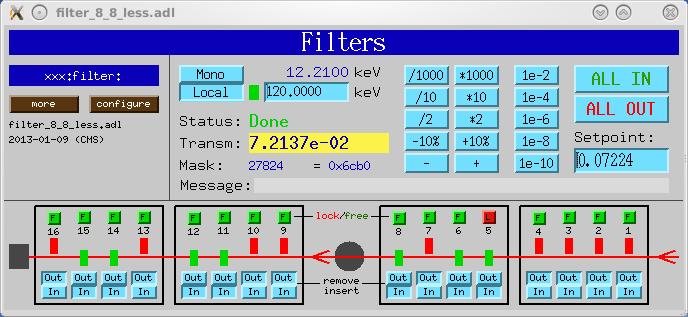 filter_8_8_less.adl
Filters
xxx:filter:
more configure
filter_8_8_less.adl
2013-01-09 (CMS)
Mono 12.2100 keV
Local 120.0000 keV
Status: Done
Transm: 7.2137e-02
Mask: 27824 = 0x6cb0
Message:
/1000 *1000 1e-2
/10 *10 1e-4
/2 *2 1e-6
-10% +10% 1e-8
- + 1e-10
ALL IN
ALL OUT
Setpoint:
0.07224
F F F F F F F F lock/free F F F L F F F F
16 15 14 13 12 11 10 9 8 7 6 5 4 3 2 1
Out Out Out Out Out Out Out Out remove Out Out Out Out Out Out Out Out
In In In In In In In In insert In In In In In In In In